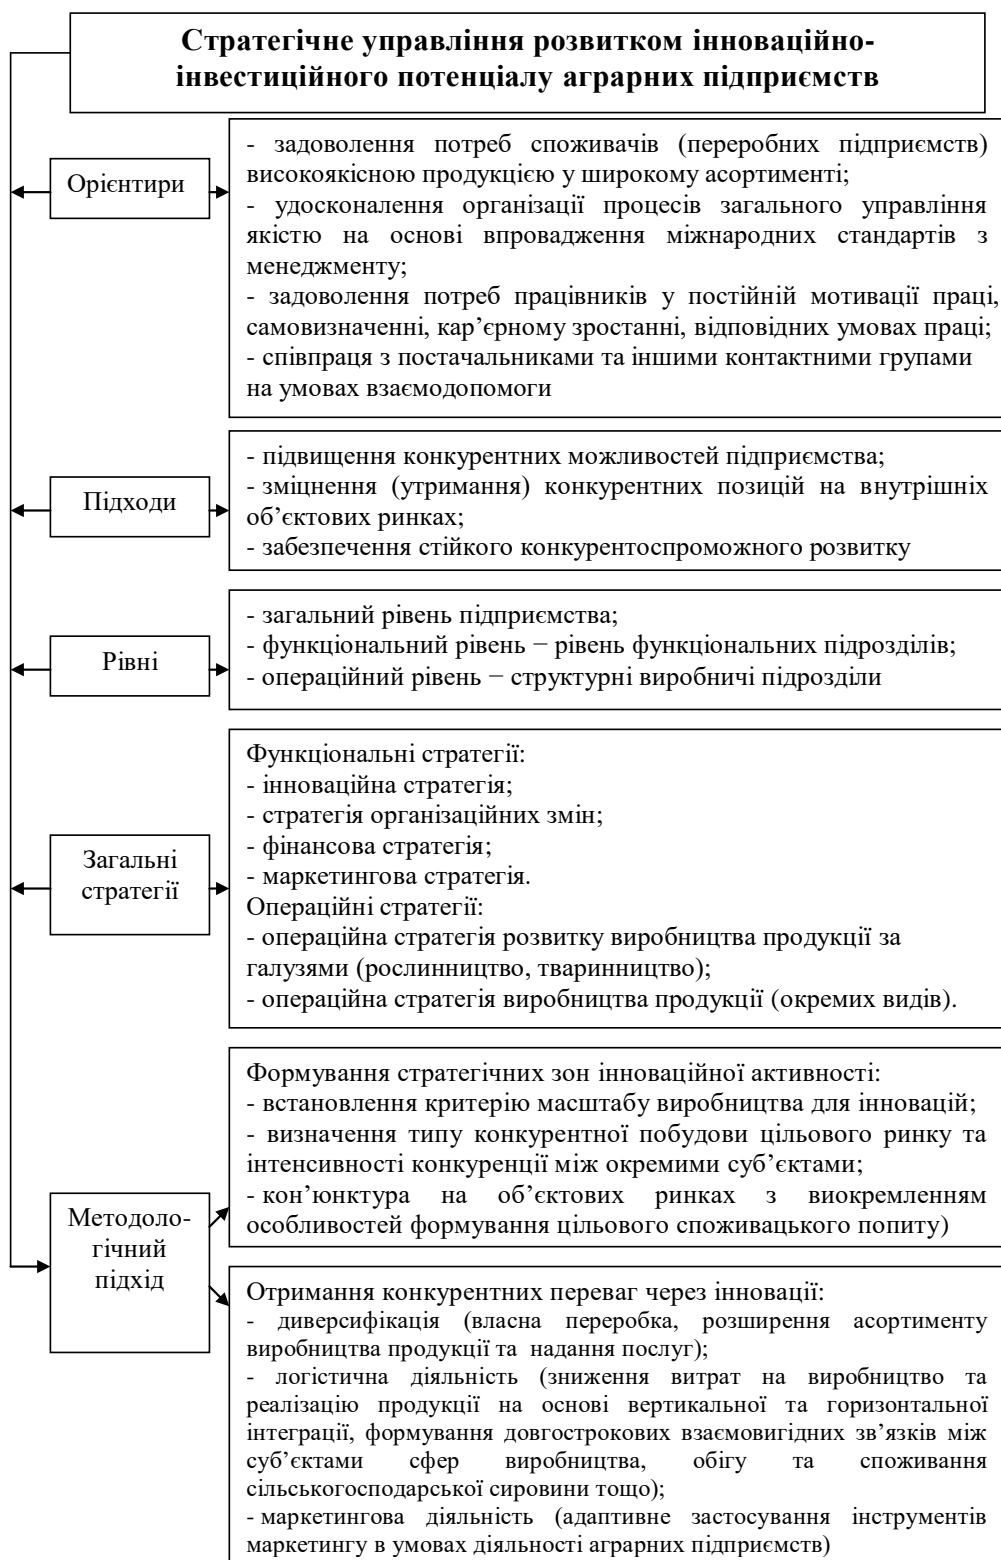 Стратегічне управління розвитком інноваційно-
інвестиційного потенціалу аграрних підприємств
Орієнтири
- задоволення потреб споживачів (переробних підприємств)
високоякісною продукцією у широкому асортименті;
- удосконалення організації процесів загального управління
якістю на основі впровадження міжнародних стандартів з
менеджменту;
- задоволення потреб працівників у постійній мотивації праці,
самовизначенні, кар’єрному зростанні, відповідних умовах праці;
- співпраця з постачальниками та іншими контактними групами
на умовах взаємодопомоги
Підходи
- підвищення конкурентних можливостей підприємства;
- зміцнення (утримання) конкурентних позицій на внутрішніх
об’єктових ринках;
- забезпечення стійкого конкурентоспроможного розвитку
Рівні
- загальний рівень підприємства;
- функціональний рівень − рівень функціональних підрозділів;
- операційний рівень − структурні виробничі підрозділи
Загальні
стратегії
Функціональні стратегії:
- інноваційна стратегія;
- стратегія організаційних змін;
- фінансова стратегія;
- маркетингова стратегія.
Операційні стратегії:
- операційна стратегія розвитку виробництва продукції за
галузями (рослинництво, тваринництво);
- операційна стратегія виробництва продукції (окремих видів).
Методоло-
гічний
підхід
Формування стратегічних зон інноваційної активності:
- встановлення критерію масштабу виробництва для інновацій;
- визначення типу конкурентної побудови цільового ринку та
інтенсивності конкуренції між окремими суб’єктами;
- кон’юнктура на об’єктових ринках з виокремленням
особливостей формування цільового споживацького попиту)
Отримання конкурентних переваг через інновації:
- диверсифікація (власна переробка, розширення асортименту
виробництва продукції та надання послуг);
- логістична діяльність (зниження витрат на виробництво та
реалізацію продукції на основі вертикальної та горизонтальної
інтеграції, формування довгострокових взаємовигідних зв’язків між
суб’єктами сфер виробництва, обігу та споживання
сільськогосподарської сировини тощо);
- маркетингова діяльність (адаптивне застосування інструментів
маркетингу в умовах діяльності аграрних підприємств)